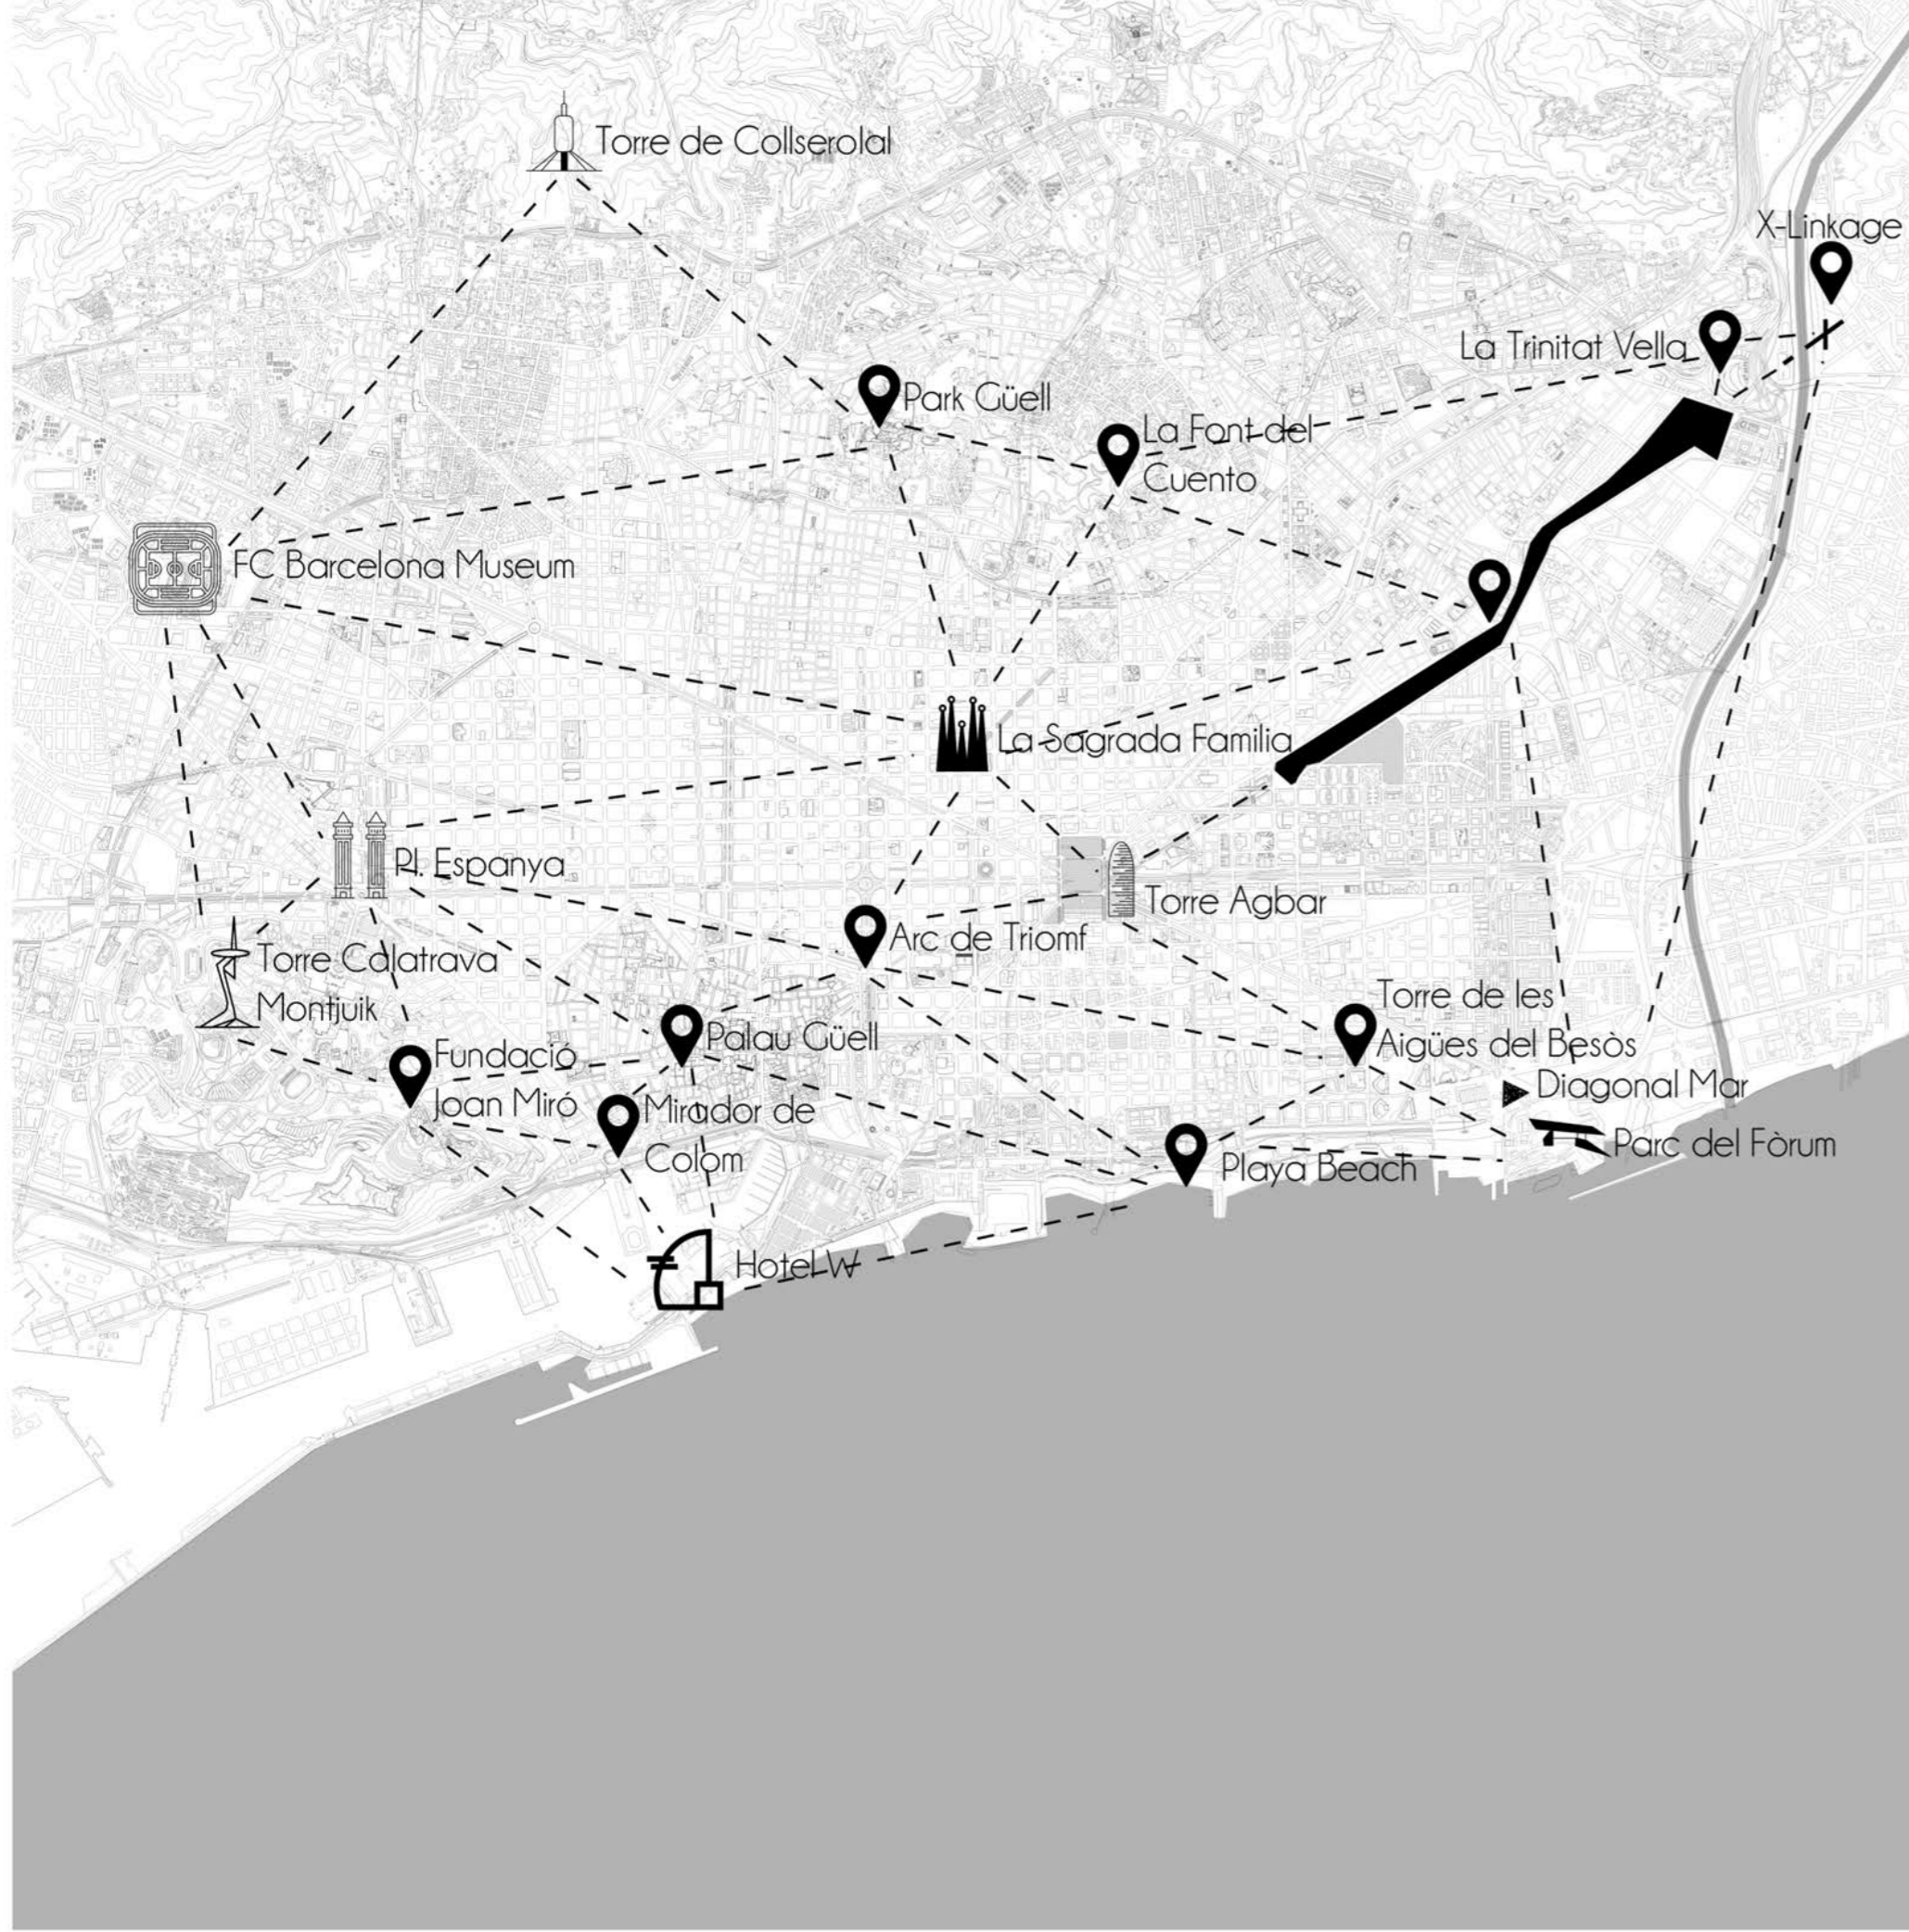 Torre de Collserolal
X-Linkage
La Trinitat Vella
Park Güell
La Font del
Cuento
FC Barcelona Museum
La Sagrada Familia
Pl. Espanya
Torre Agbar
Arc de Triomf
Torre Calatrava
Montjuik
Torre de les
Aigües del Besòs
Palau Güell
Fundació
Joan Miró
Diagonal Mar
Mirador de
Colom
Parc del Fòrum
Playa Beach
Hotel W